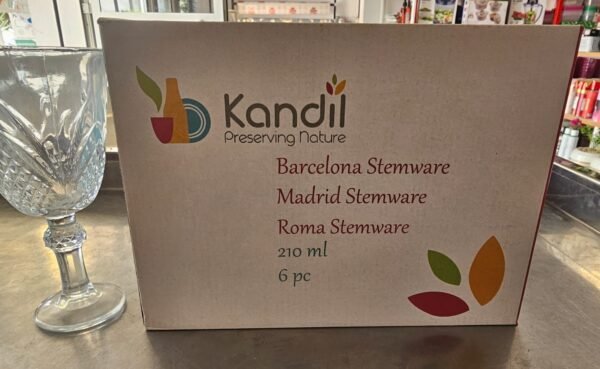 Kandil
Preserving Nature
Barcelona Stemware
Madrid Stemware
Roma Stemware
210 ml
6 pc